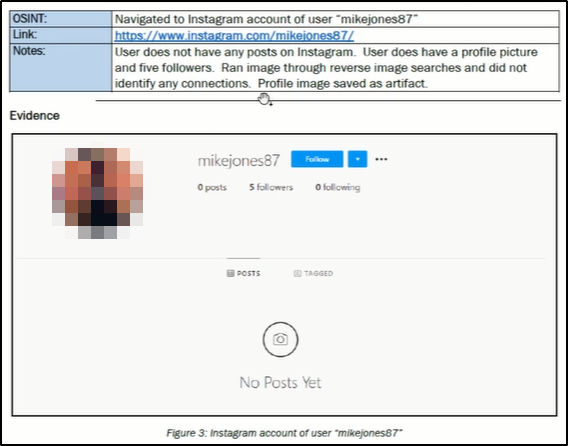 OSINT: Navigated to Instagram account of user “mikejones87”
Link: https://www.instagram.com/mikejones87/
Notes: User does not have any posts on Instagram.  User does have a profile picture
and five followers.  Ran image through reverse image searches and did not
identify any connections.  Profile image saved as artifact.
Evidence
mikejones87 Follow
0 posts 5 followers 0 following
POSTS TAGGED
No Posts Yet
Figure 3: Instagram account of user “mikejones87”